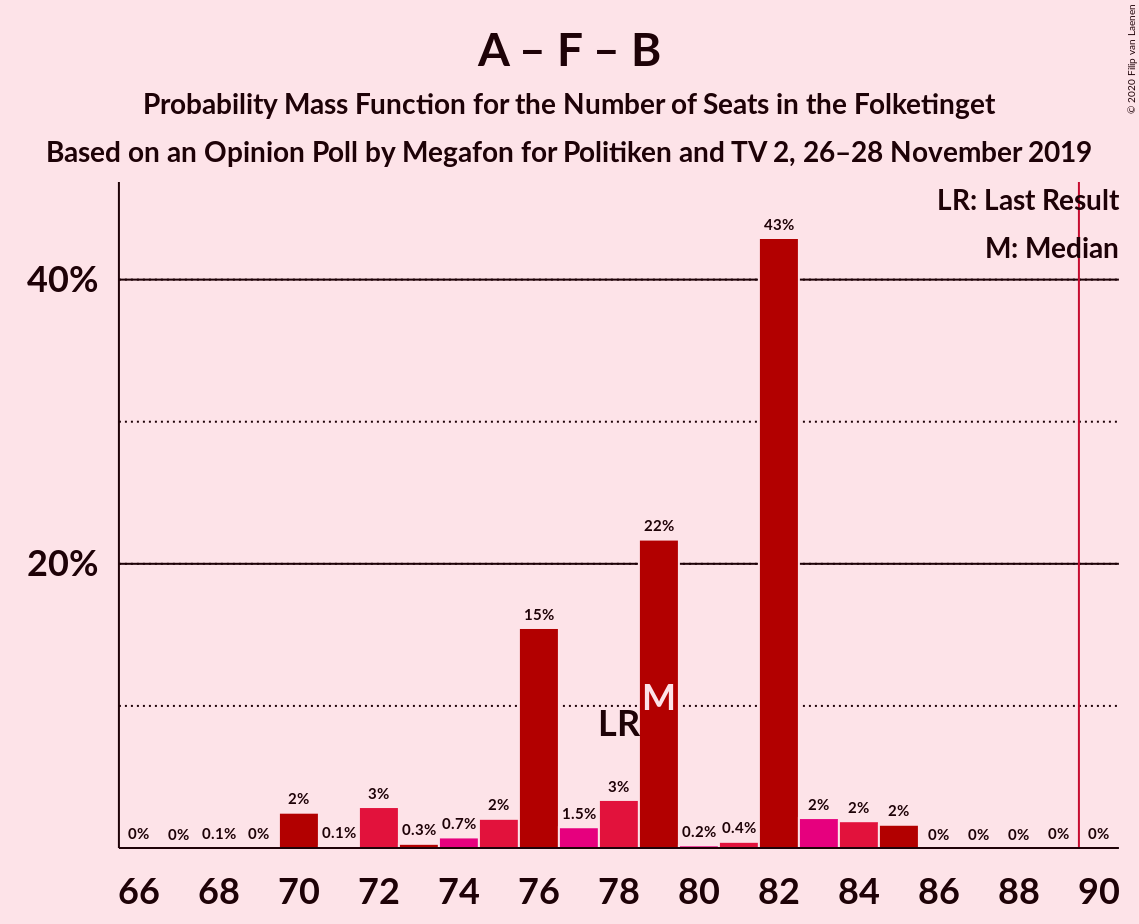 A – F – B
Probability Mass Function for the Number of Seats in the Folketinget
Based on an Opinion Poll by Megafon for Politiken and TV 2, 26–28 November 2019
© 2020 Filip van Laenen
LR: Last Result
M: Median
40%
20%
0% 0% 0.1% 0% 2% 0.1% 3% 0.3% 0.7% 2% 15% 1.5% 3% 22% 0.2% 0.4% 43% 2% 2% 2% 0% 0% 0% 0% 0%
LR M
66 68 70 72 74 76 78 80 82 84 86 88 90